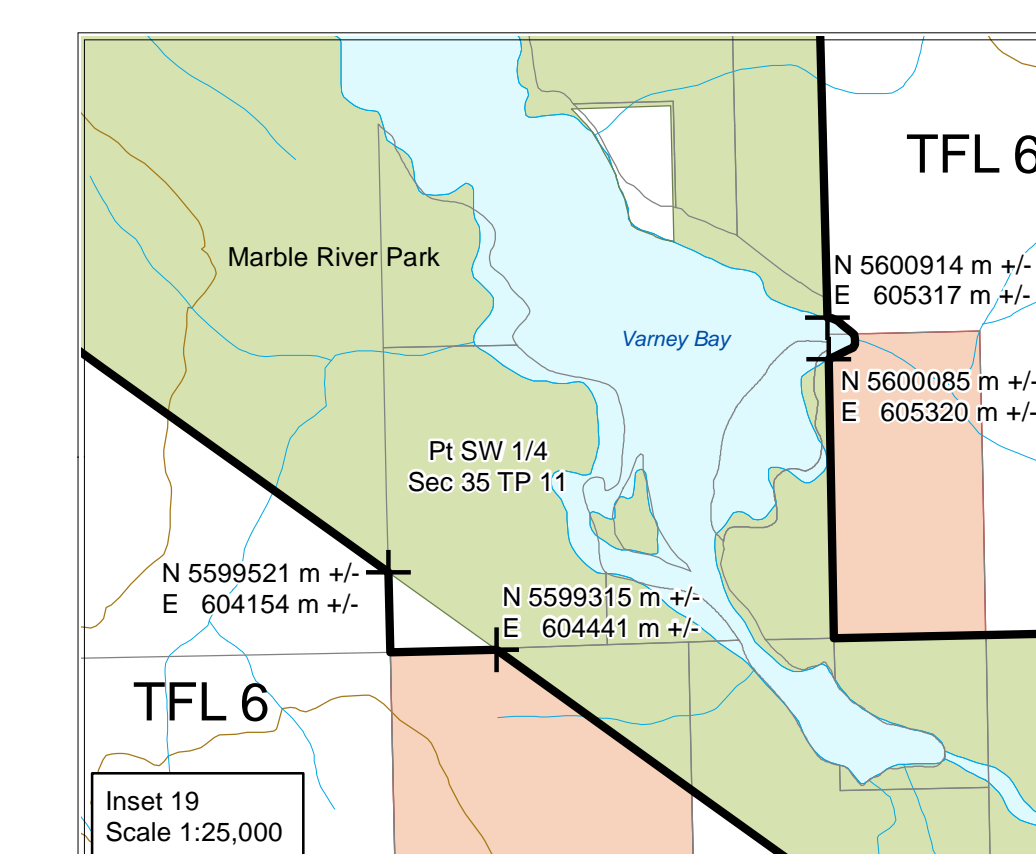 TFL 6
Marble River Park
N 5600914 m +/-
E 605317 m +/-
Varney Bay
N 5600085 m +/-
E 605320 m +/-
Pt SW 1/4
Sec 35 TP 11
N 5599521 m +/-
E 604154 m +/-
N 5599315 m +/-
E 604441 m +/-
TFL 6
Inset 19
Scale 1:25,000